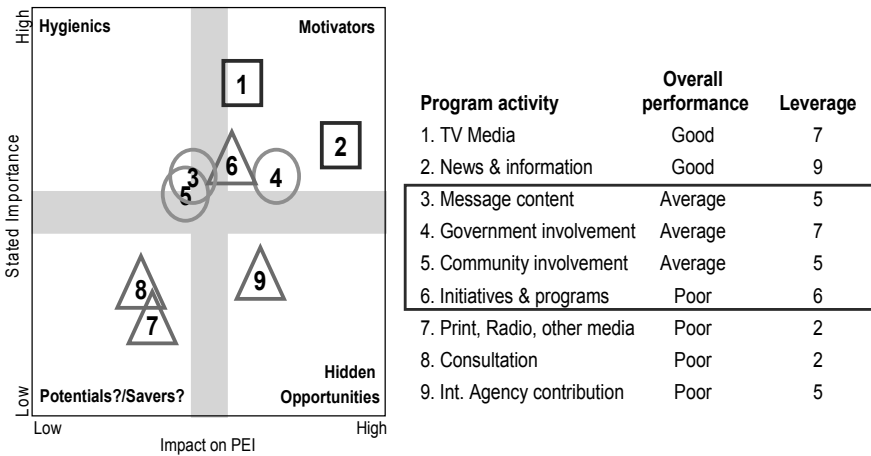 High
Hygienics
Motivators
1
2
3
6
4
5
8
7
9
Stated Importance
Potentials?/Savers?
Hidden
Opportunities
Low
Low
High
Impact on PEI
Overall
Program activity performance Leverage
1. TV Media Good 7
2. News & information Good 9
3. Message content Average 5
4. Government involvement Average 7
5. Community involvement Average 5
6. Initiatives & programs Poor 6
7. Print, Radio, other media Poor 2
8. Consultation Poor 2
9. Int. Agency contribution Poor 5